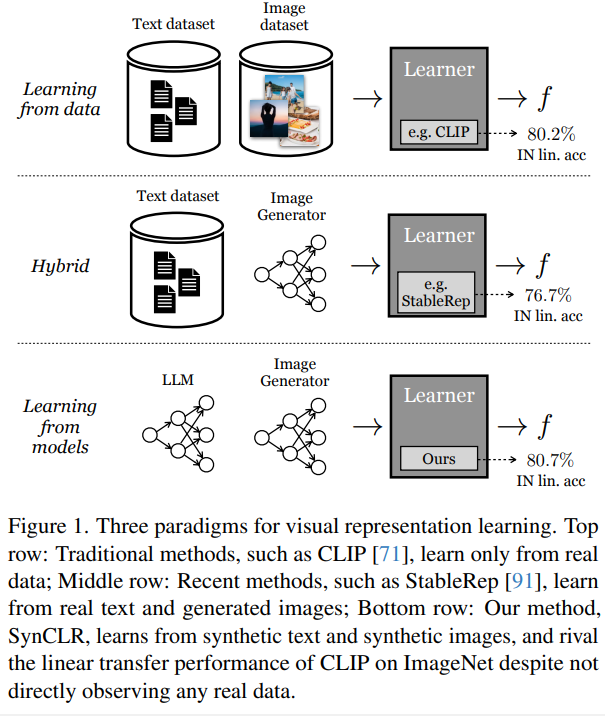 Text dataset
Image
dataset
Learning
from data
Learner
e.g. CLIP
f
80.2%
IN lin. acc
Text dataset
Image
Generator
Hybrid
Learner
e.g.
StableRep
f
76.7%
IN lin. acc
LLM
Image
Generator
Learning
from
models
Learner
Ours
f
80.7%
IN lin. acc
Figure 1. Three paradigms for visual representation learning. Top
row: Traditional methods, such as CLIP [71], learn only from real
data; Middle row: Recent methods, such as StableRep [91], learn
from real text and generated images; Bottom row: Our method,
SynCLR, learns from synthetic text and synthetic images, and rival
the linear transfer performance of CLIP on ImageNet despite not
directly observing any real data.